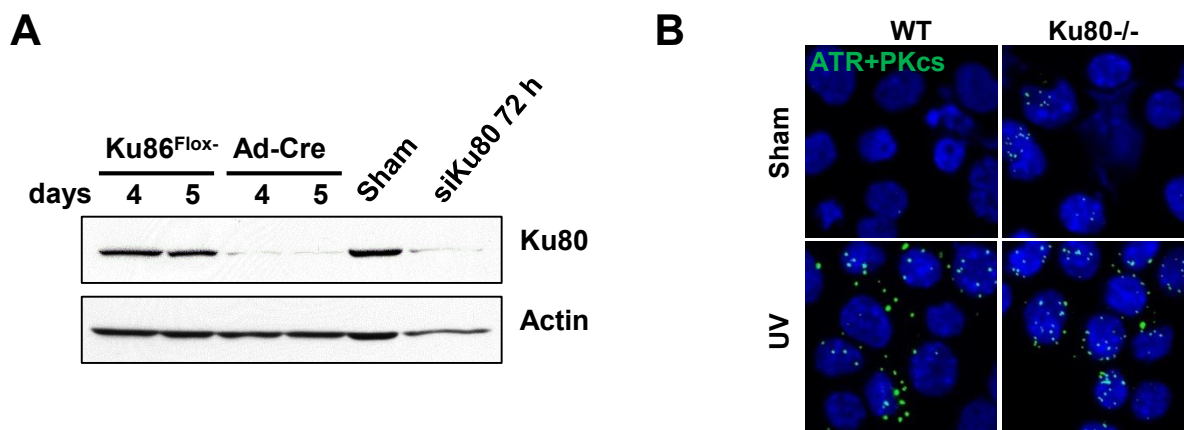 A
Ku86Flox- Ad-Cre Sham siKu80 72 h
days 4 5 4 5
Ku80
Actin
B
WT Ku80-/-
ATR+PKcs
Sham
UV